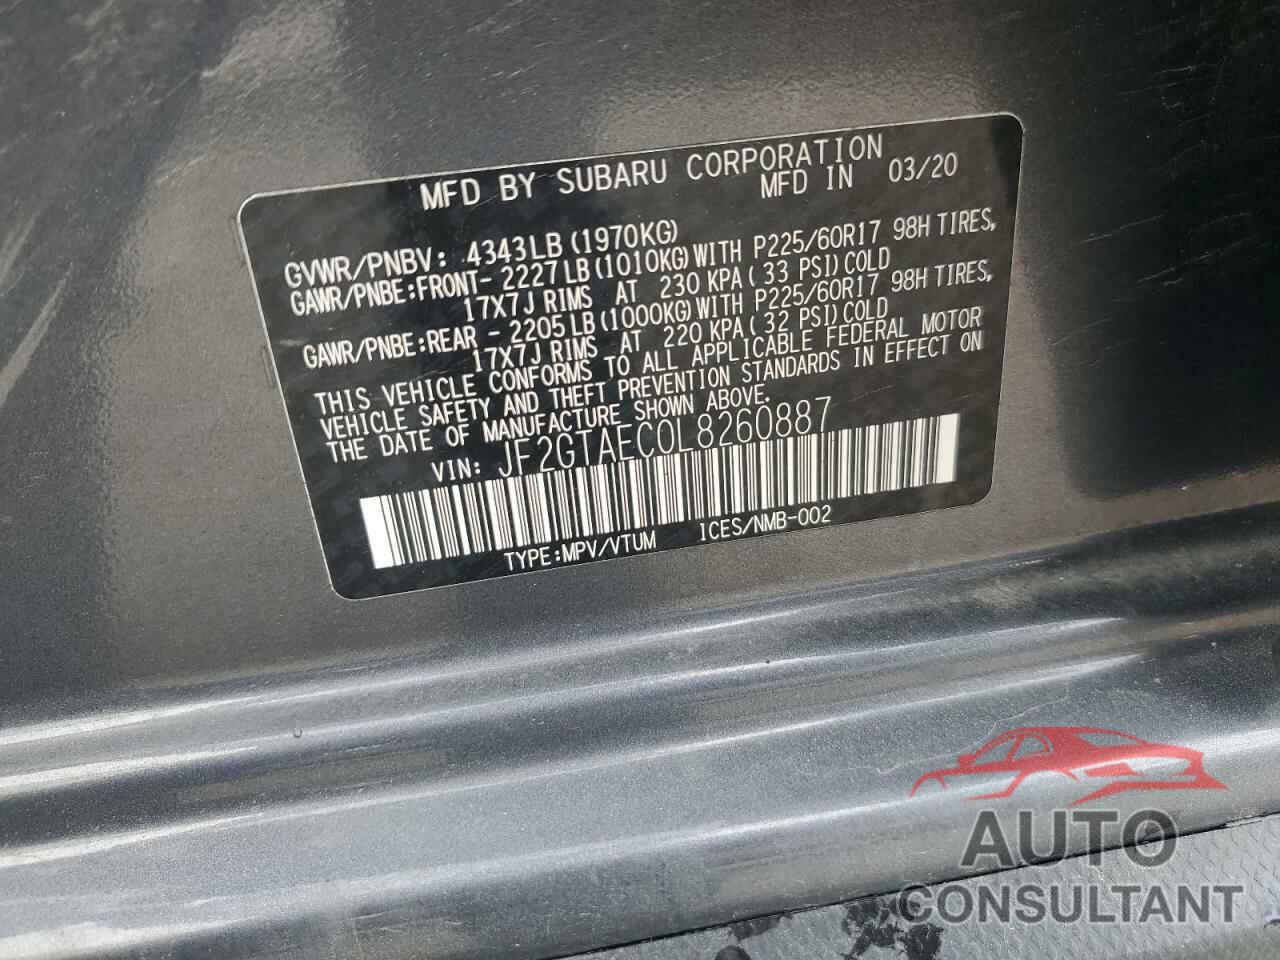 MFD BY SUBARU CORPORATION
MFD IN 03/20
GVWR/PNBV: 4343LB(1970KG)
GAWR/PNBE:FRONT-2227LB(1010KG)WITH P225/60R17 98H TIRES,
17X7J RIMS AT 230 KPA(33 PSI)COLD
GAWR/PNBE:REAR -2205LB(1000KG)WITH P225/60R17 98H TIRES,
17X7J RIMS AT 220 KPA(32 PSI)COLD
THIS VEHICLE CONFORMS TO ALL APPLICABLE FEDERAL MOTOR
VEHICLE SAFETY AND THEFT PREVENTION STANDARDS IN EFFECT ON
THE DATE OF MANUFACTURE SHOWN ABOVE.
VIN: JF2GTAEC0L8260887
TYPE:MPV/VTUM ICES/NMB-002
AUTO
CONSULTANT